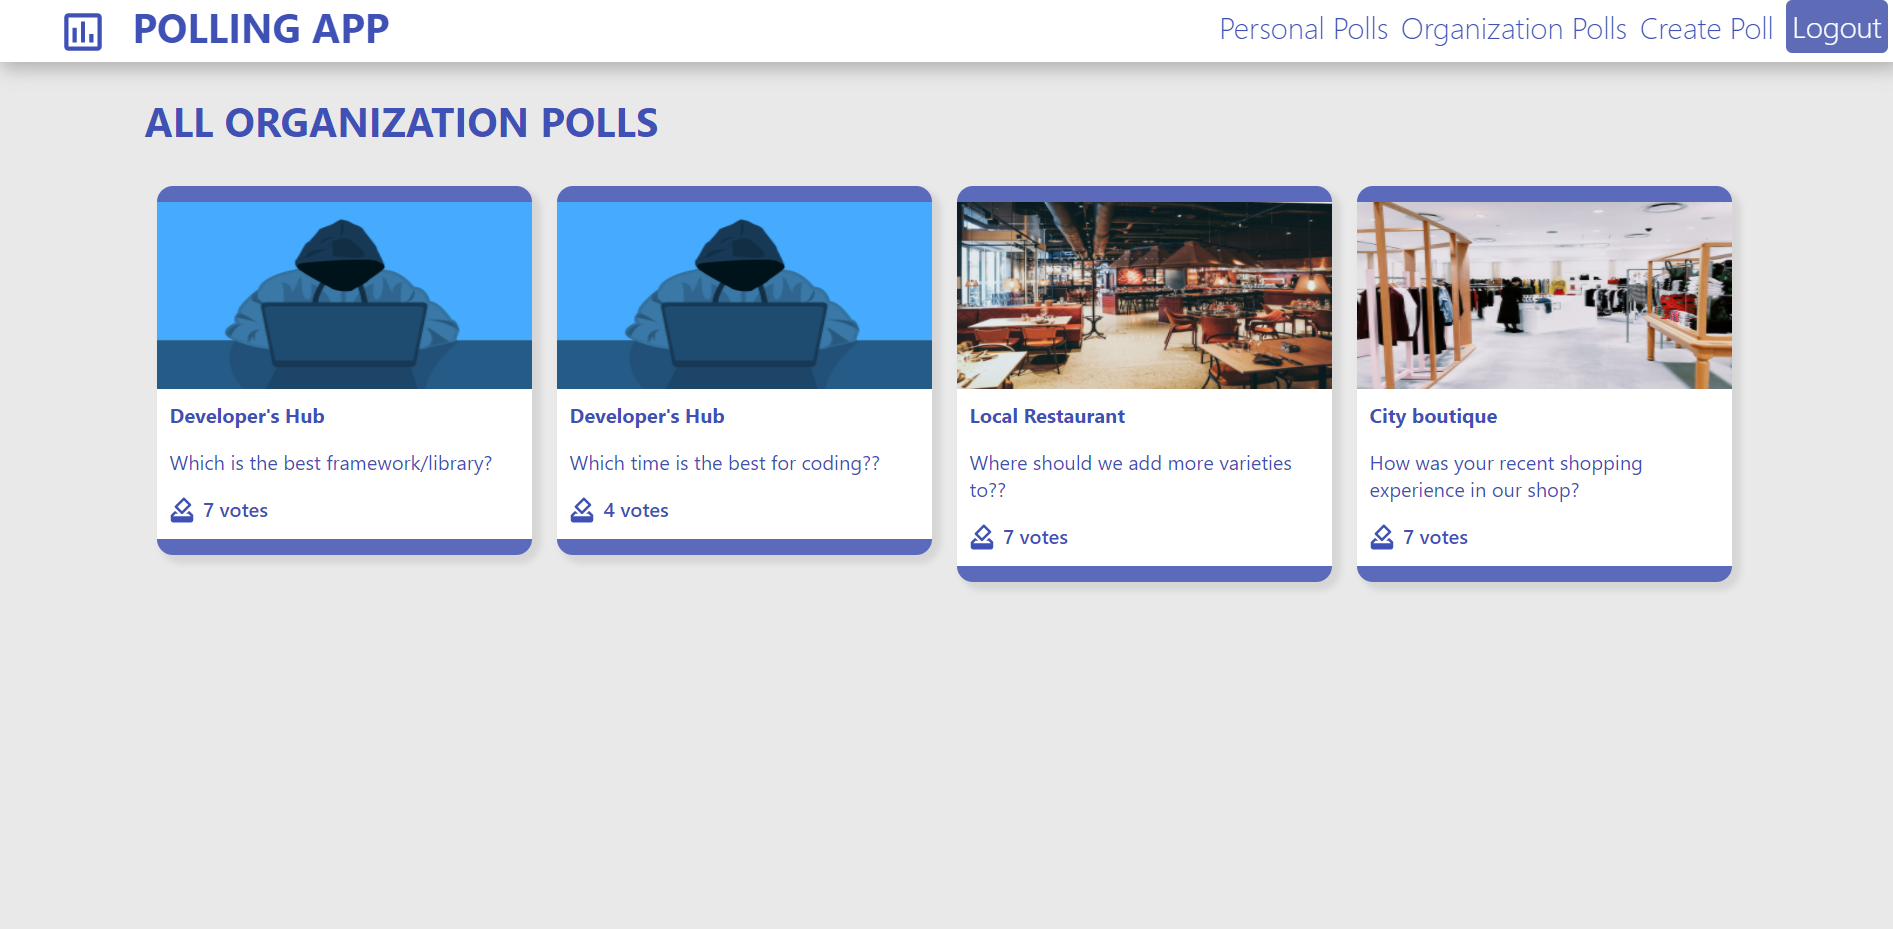 POLLING APP
Personal Polls Organization Polls Create Poll Logout
ALL ORGANIZATION POLLS
Developer's Hub
Which is the best framework/library?
7 votes
Developer's Hub
Which time is the best for coding??
4 votes
Local Restaurant
Where should we add more varieties
to??
7 votes
City boutique
How was your recent shopping
experience in our shop?
7 votes